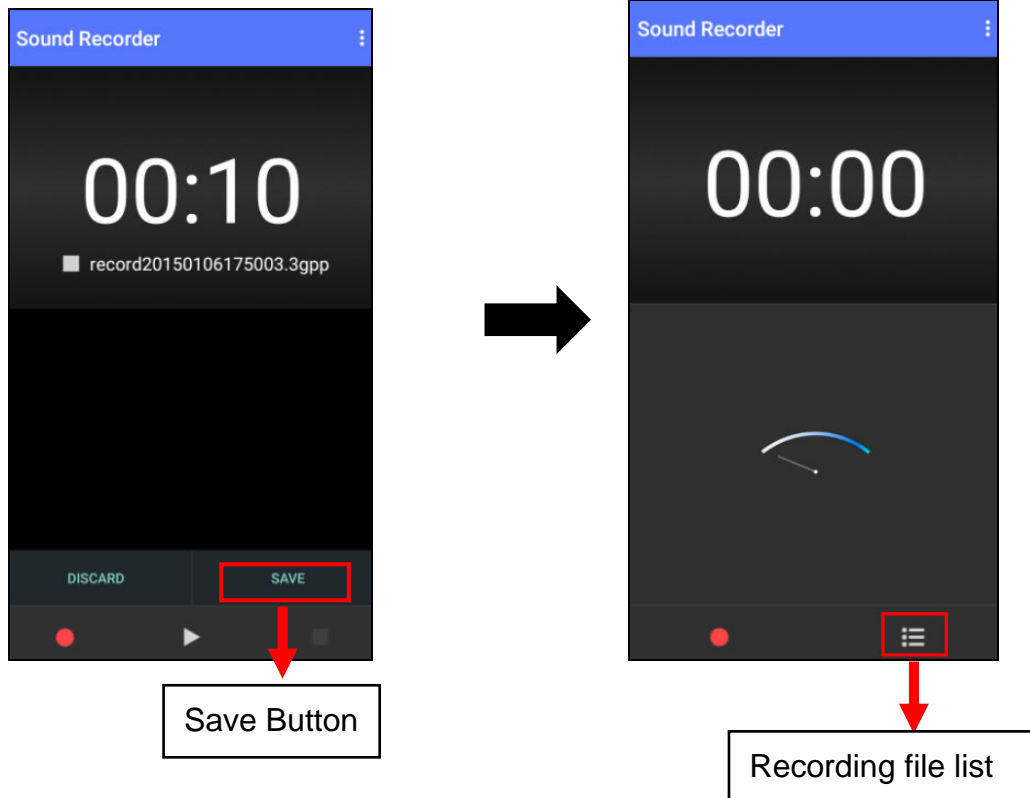 Sound Recorder
00:10
record20150106175003.3gpp
DISCARD SAVE
Save Button
Sound Recorder
00:00
Recording file list